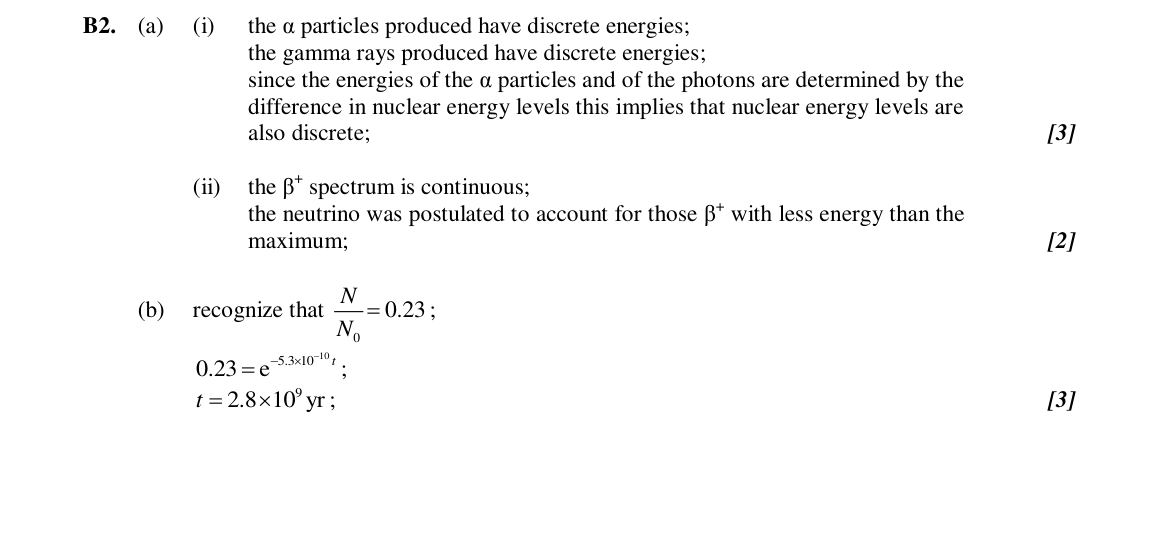 B2. (a) (i) the α particles produced have discrete energies;
the gamma rays produced have discrete energies;
since the energies of the α particles and of the photons are determined by the
difference in nuclear energy levels this implies that nuclear energy levels are
also discrete; [3]
(ii) the β⁺ spectrum is continuous;
the neutrino was postulated to account for those β⁺ with less energy than the
maximum; [2]
(b) recognize that N/N₀ = 0.23 ;
0.23 = e^(−5.3×10⁻¹⁰ t) ;
t = 2.8×10⁹ yr ; [3]